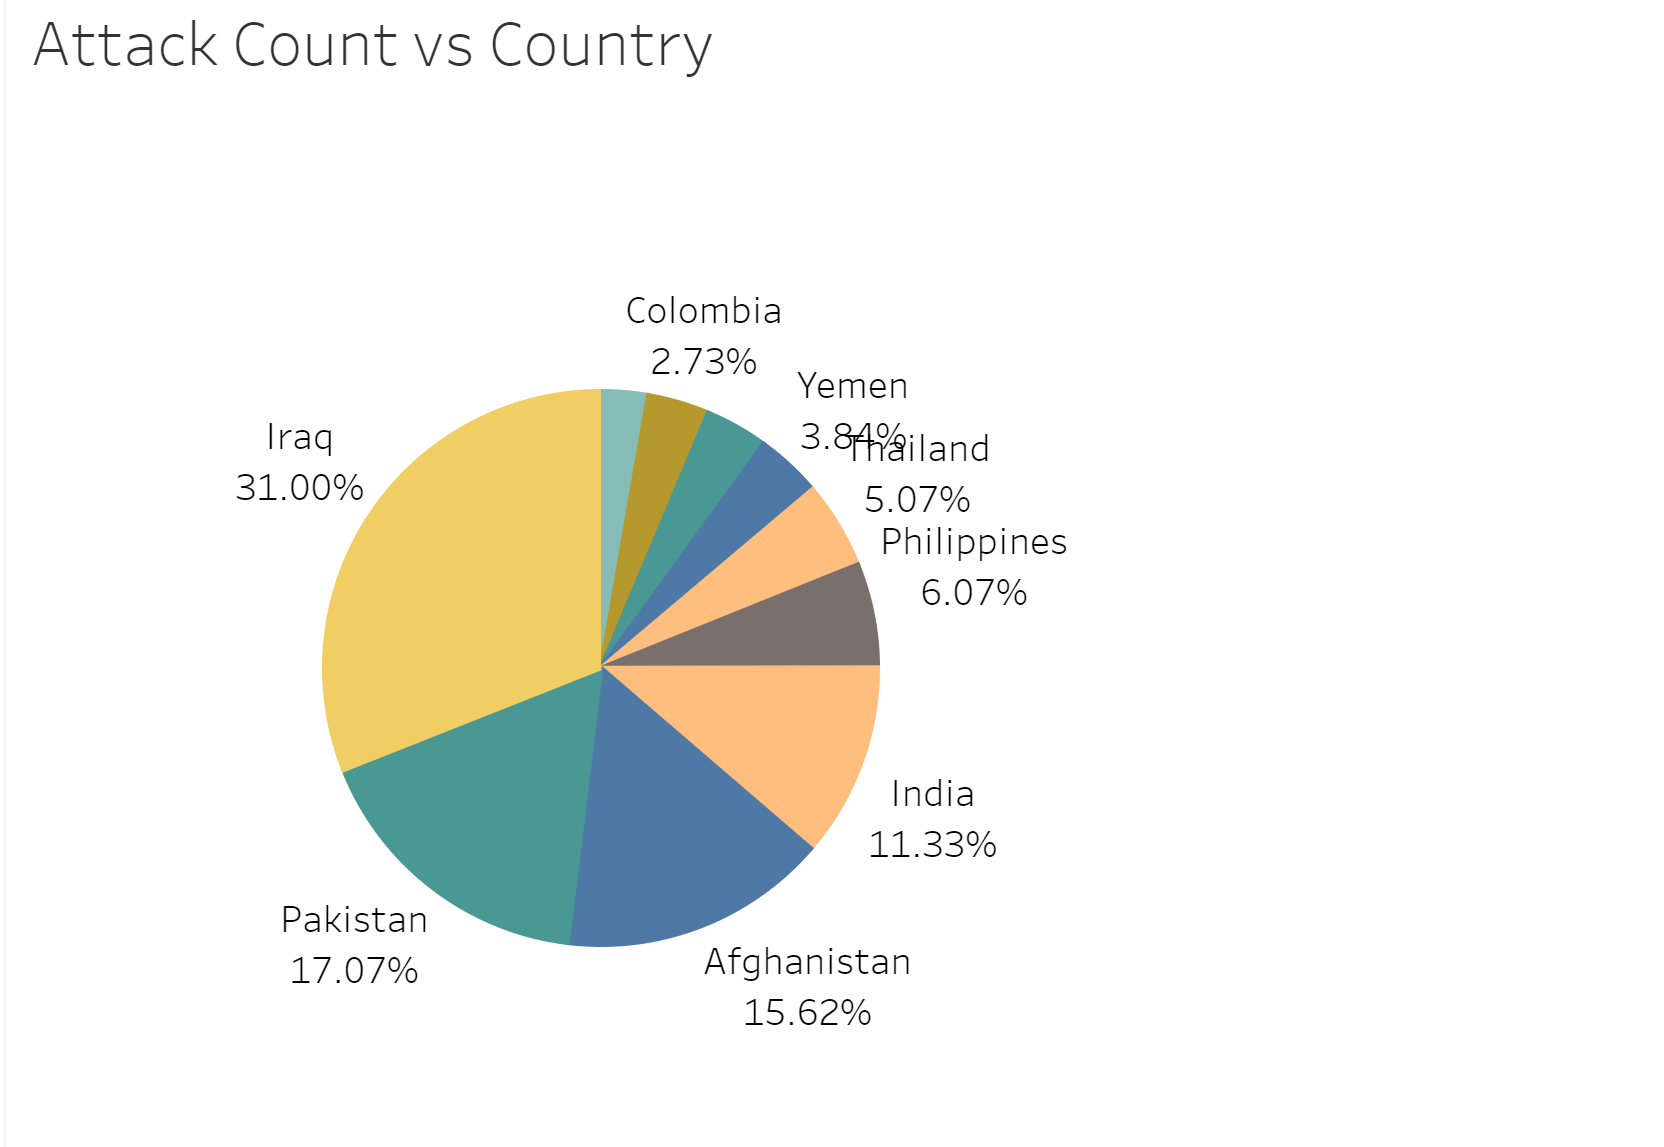 Attack Count vs Country
Colombia
2.73%
Yemen
3.84%
Thailand
5.07%
Philippines
6.07%
Iraq
31.00%
India
11.33%
Pakistan
17.07%
Afghanistan
15.62%